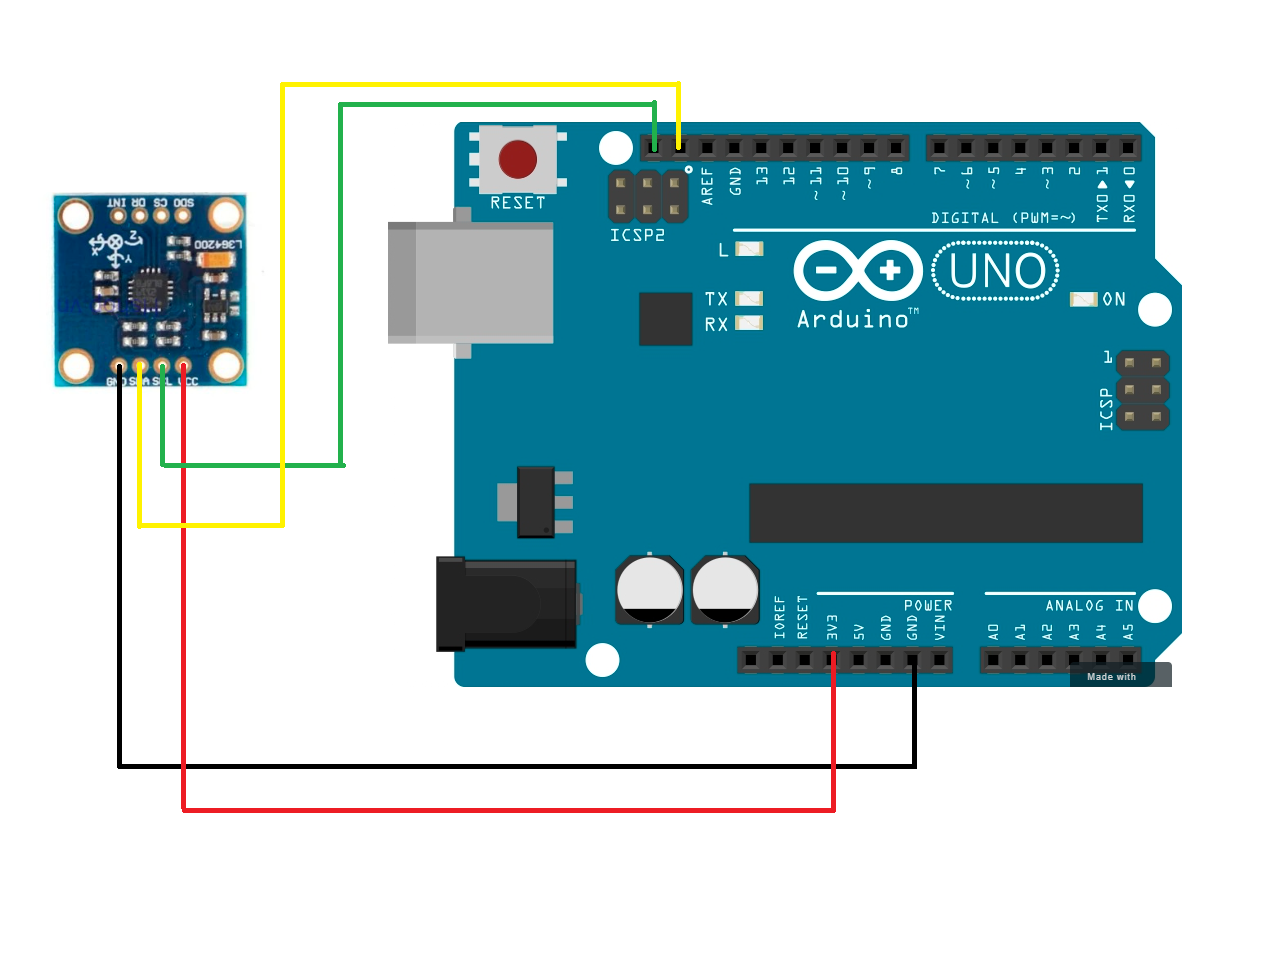 RESET
ICSP2
AREF
GND
13
12
~11
~10
~9
8
7
~6
~5
4
~3
2
TX0▶1
RX0◀0
DIGITAL (PWM=~)
L
TX
RX
UNO
Arduino™
ON
1
ICSP
INT DR CS SDO
Z
X
Y
L3G4200
GND SDA SCL VCC
IOREF
RESET
3V3
5V
GND
GND
VIN
POWER
ANALOG IN
A0
A1
A2
A3
A4
A5
Made with